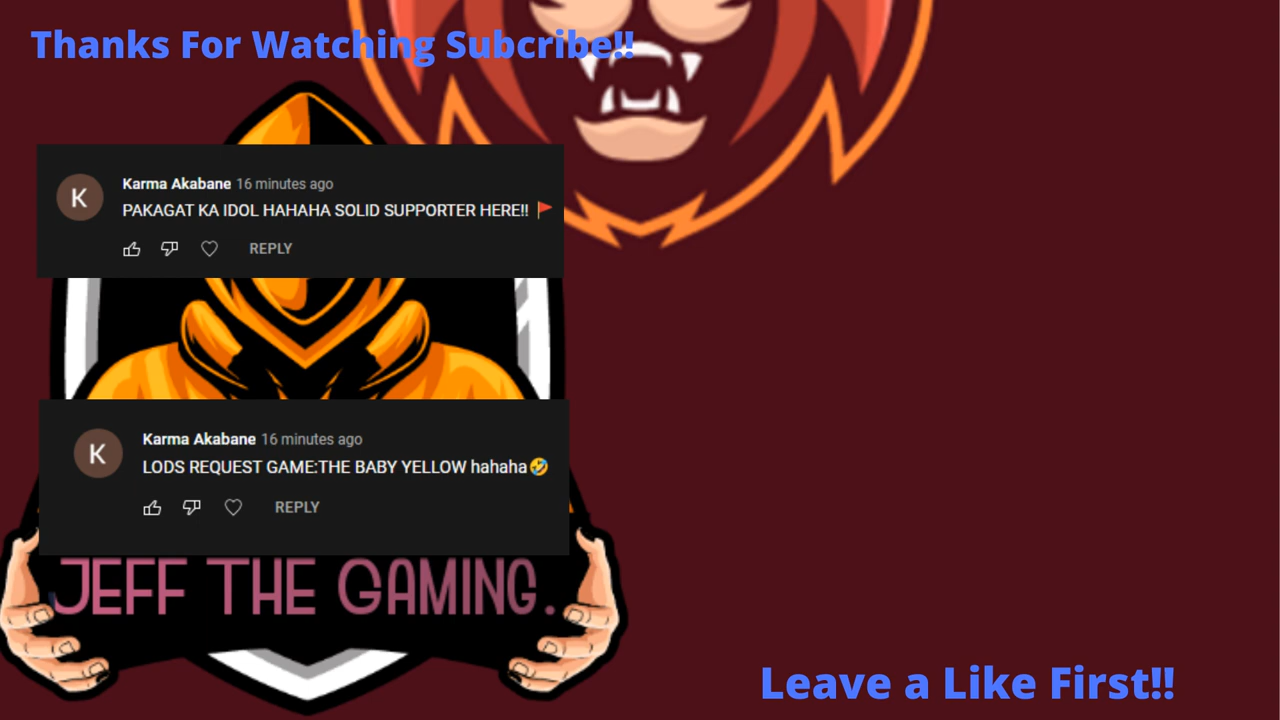 Thanks For Watching Subcribe!!
K
Karma Akabane 16 minutes ago
PAKAGAT KA IDOL HAHAHA SOLID SUPPORTER HERE!! 🚩
REPLY
K
Karma Akabane 16 minutes ago
LODS REQUEST GAME:THE BABY YELLOW hahaha🤣
REPLY
JEFF THE GAMING.
Leave a Like First!!